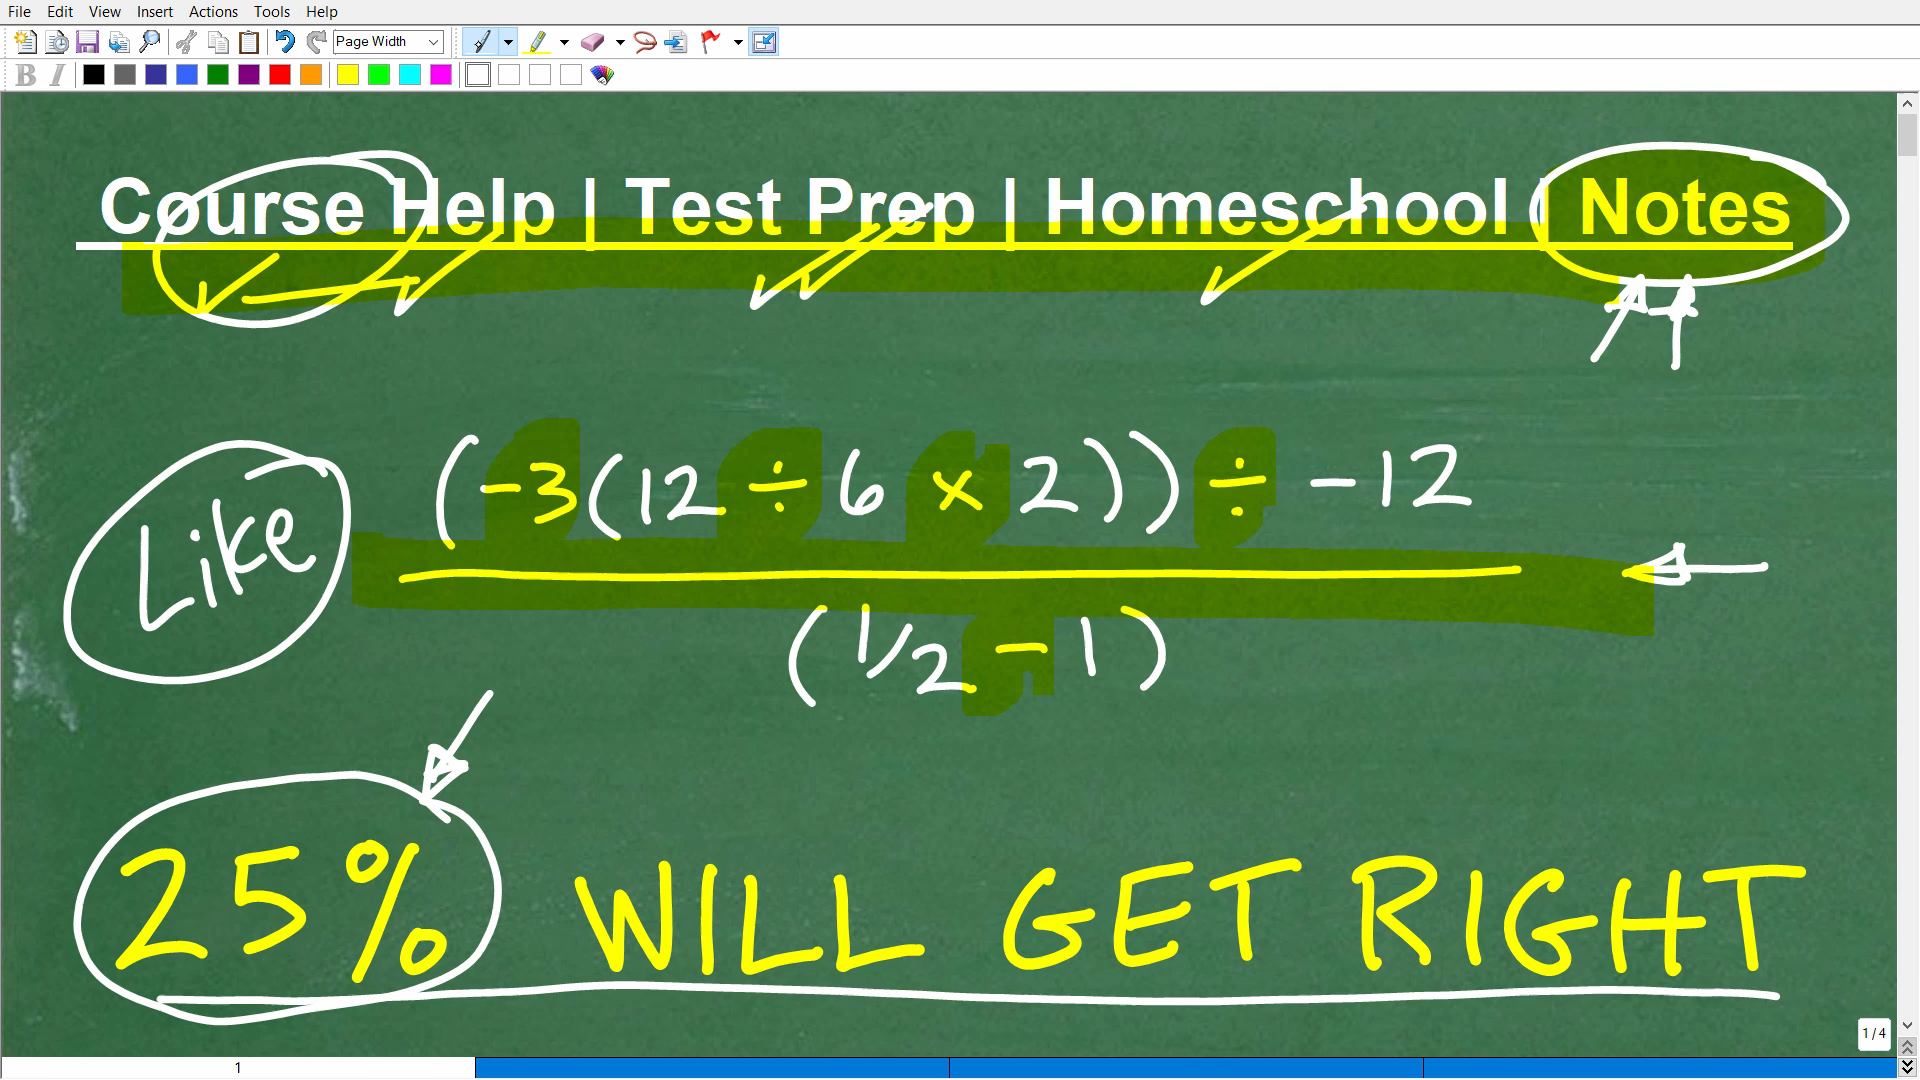 File Edit View Insert Actions Tools Help
Page Width
B I
Course Help | Test Prep | Homeschool | Notes
Like
(-3(12 ÷ 6 × 2)) ÷ -12
(1/2 - 1)
25% WILL GET RIGHT
1 / 4
1